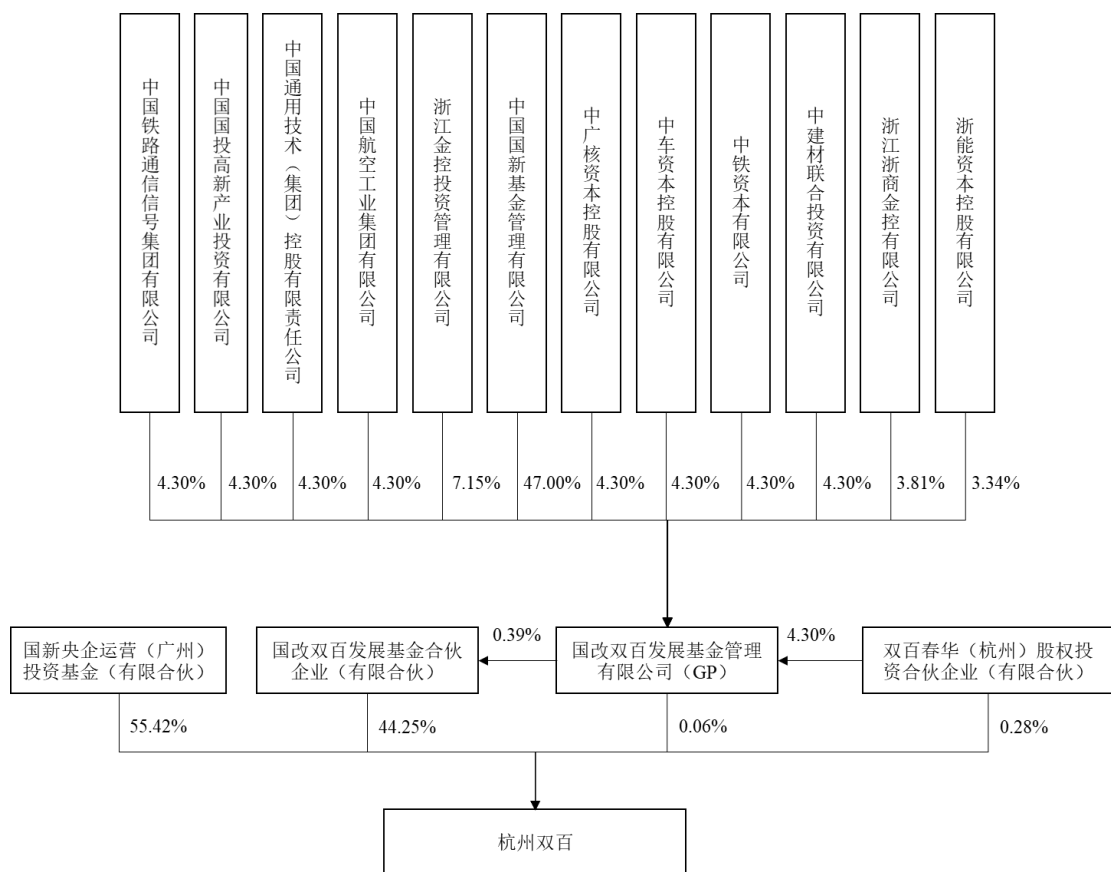 中国铁路通信信号集团有限公司
中国国投高新产业投资有限公司
中国通用技术（集团）控股有限责任公司
中国航空工业集团有限公司
浙江金控投资管理有限公司
中国国新基金管理有限公司
中广核资本控股有限公司
中车资本控股有限公司
中铁资本有限公司
中建材联合投资有限公司
浙江浙商金控有限公司
浙能资本控股有限公司
4.30%
4.30%
4.30%
4.30%
7.15%
47.00%
4.30%
4.30%
4.30%
4.30%
3.81%
3.34%
国新央企运营（广州）
投资基金（有限合伙）
国改双百发展基金合伙
企业（有限合伙）
0.39%
国改双百发展基金管理
有限公司（GP）
4.30%
双百春华（杭州）股权投
资合伙企业（有限合伙）
55.42%
44.25%
0.06%
0.28%
杭州双百